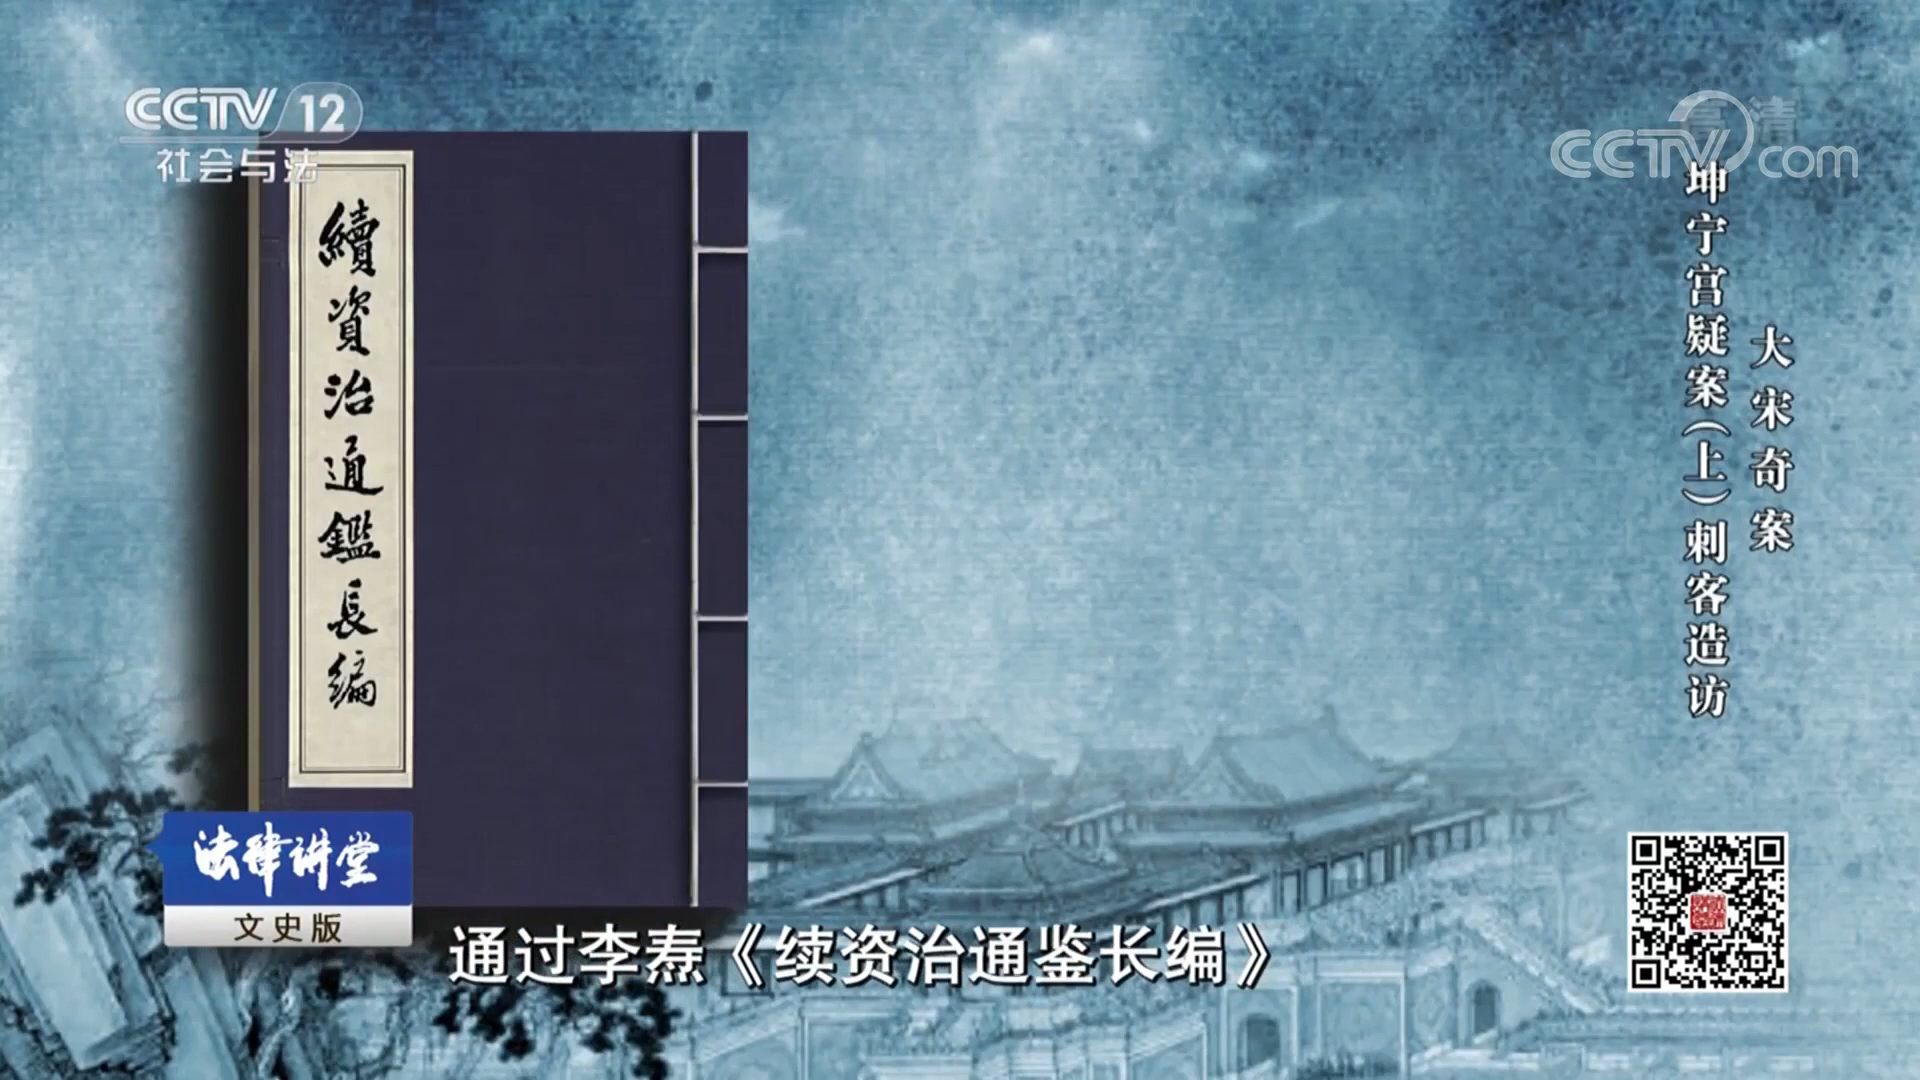 CCTV 12
社会与法
高清
CCTV com
續資治通鑑長編
大宋奇案
坤宁宫疑案(上)刺客造访
法律讲堂
文史版
通过李焘《续资治通鉴长编》